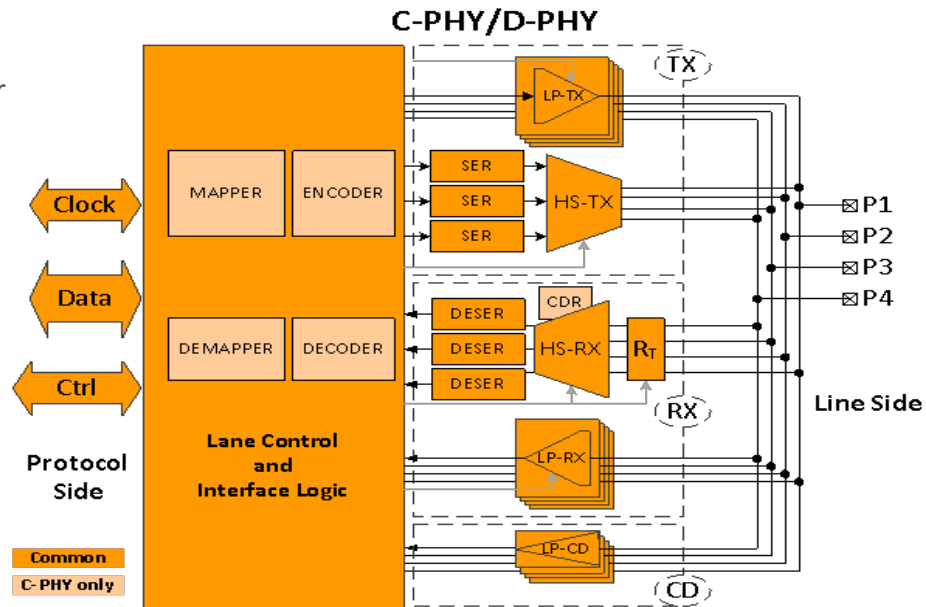 C-PHY/D-PHY
r
TX
LP-TX
MAPPER
ENCODER
SER
SER
SER
HS-TX
Clock
Data
Ctrl
Protocol
Side
P1
P2
P3
P4
CDR
DESER
DESER
DESER
HS-RX
RT
DEMAPPER
DECODER
RX
Line Side
Lane Control
and
Interface Logic
LP-RX
LP-CD
CD
Common
C-PHY only